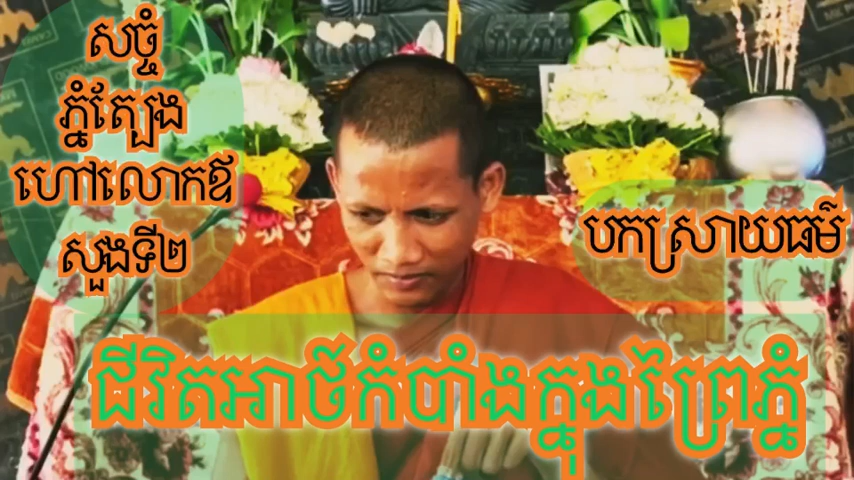 សច្ចំ
ភ្នំត្បែង
ហៅលោកឪ
សួងទី២
បកស្រាយធម៌
ជីវិតអាថ៌កំបាំងក្នុងព្រៃភ្នំ